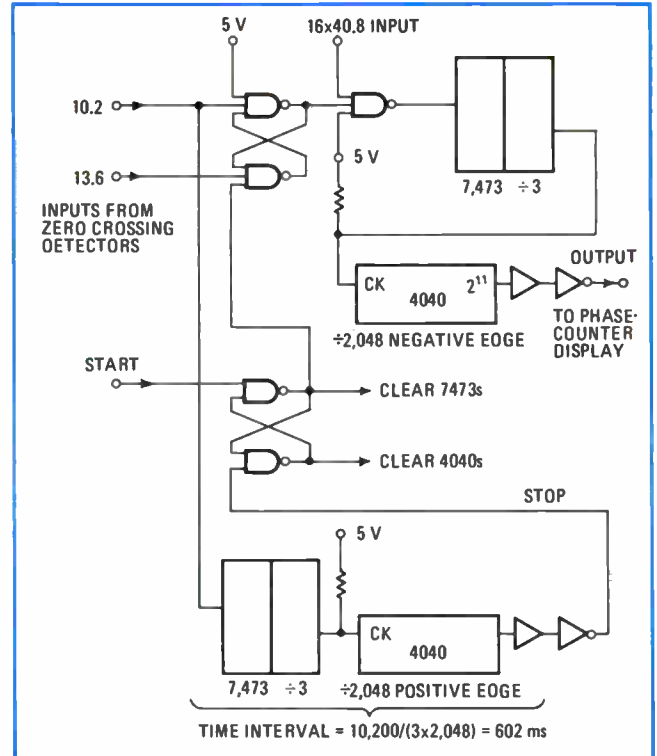 5 V
16x40.8 INPUT
10.2
13.6
INPUTS FROM
ZERO CROSSING
OETECTORS
5 V
7,473 ÷3
CK
2¹¹
4040
÷2,048 NEGATIVE EOGE
OUTPUT
TO PHASE-
COUNTER
DISPLAY
START
CLEAR 7473s
CLEAR 4040s
STOP
5 V
CK
4040
7,473 ÷3
÷2,048 POSITIVE EOGE
TIME INTERVAL = 10,200/(3x2,048) = 602 ms